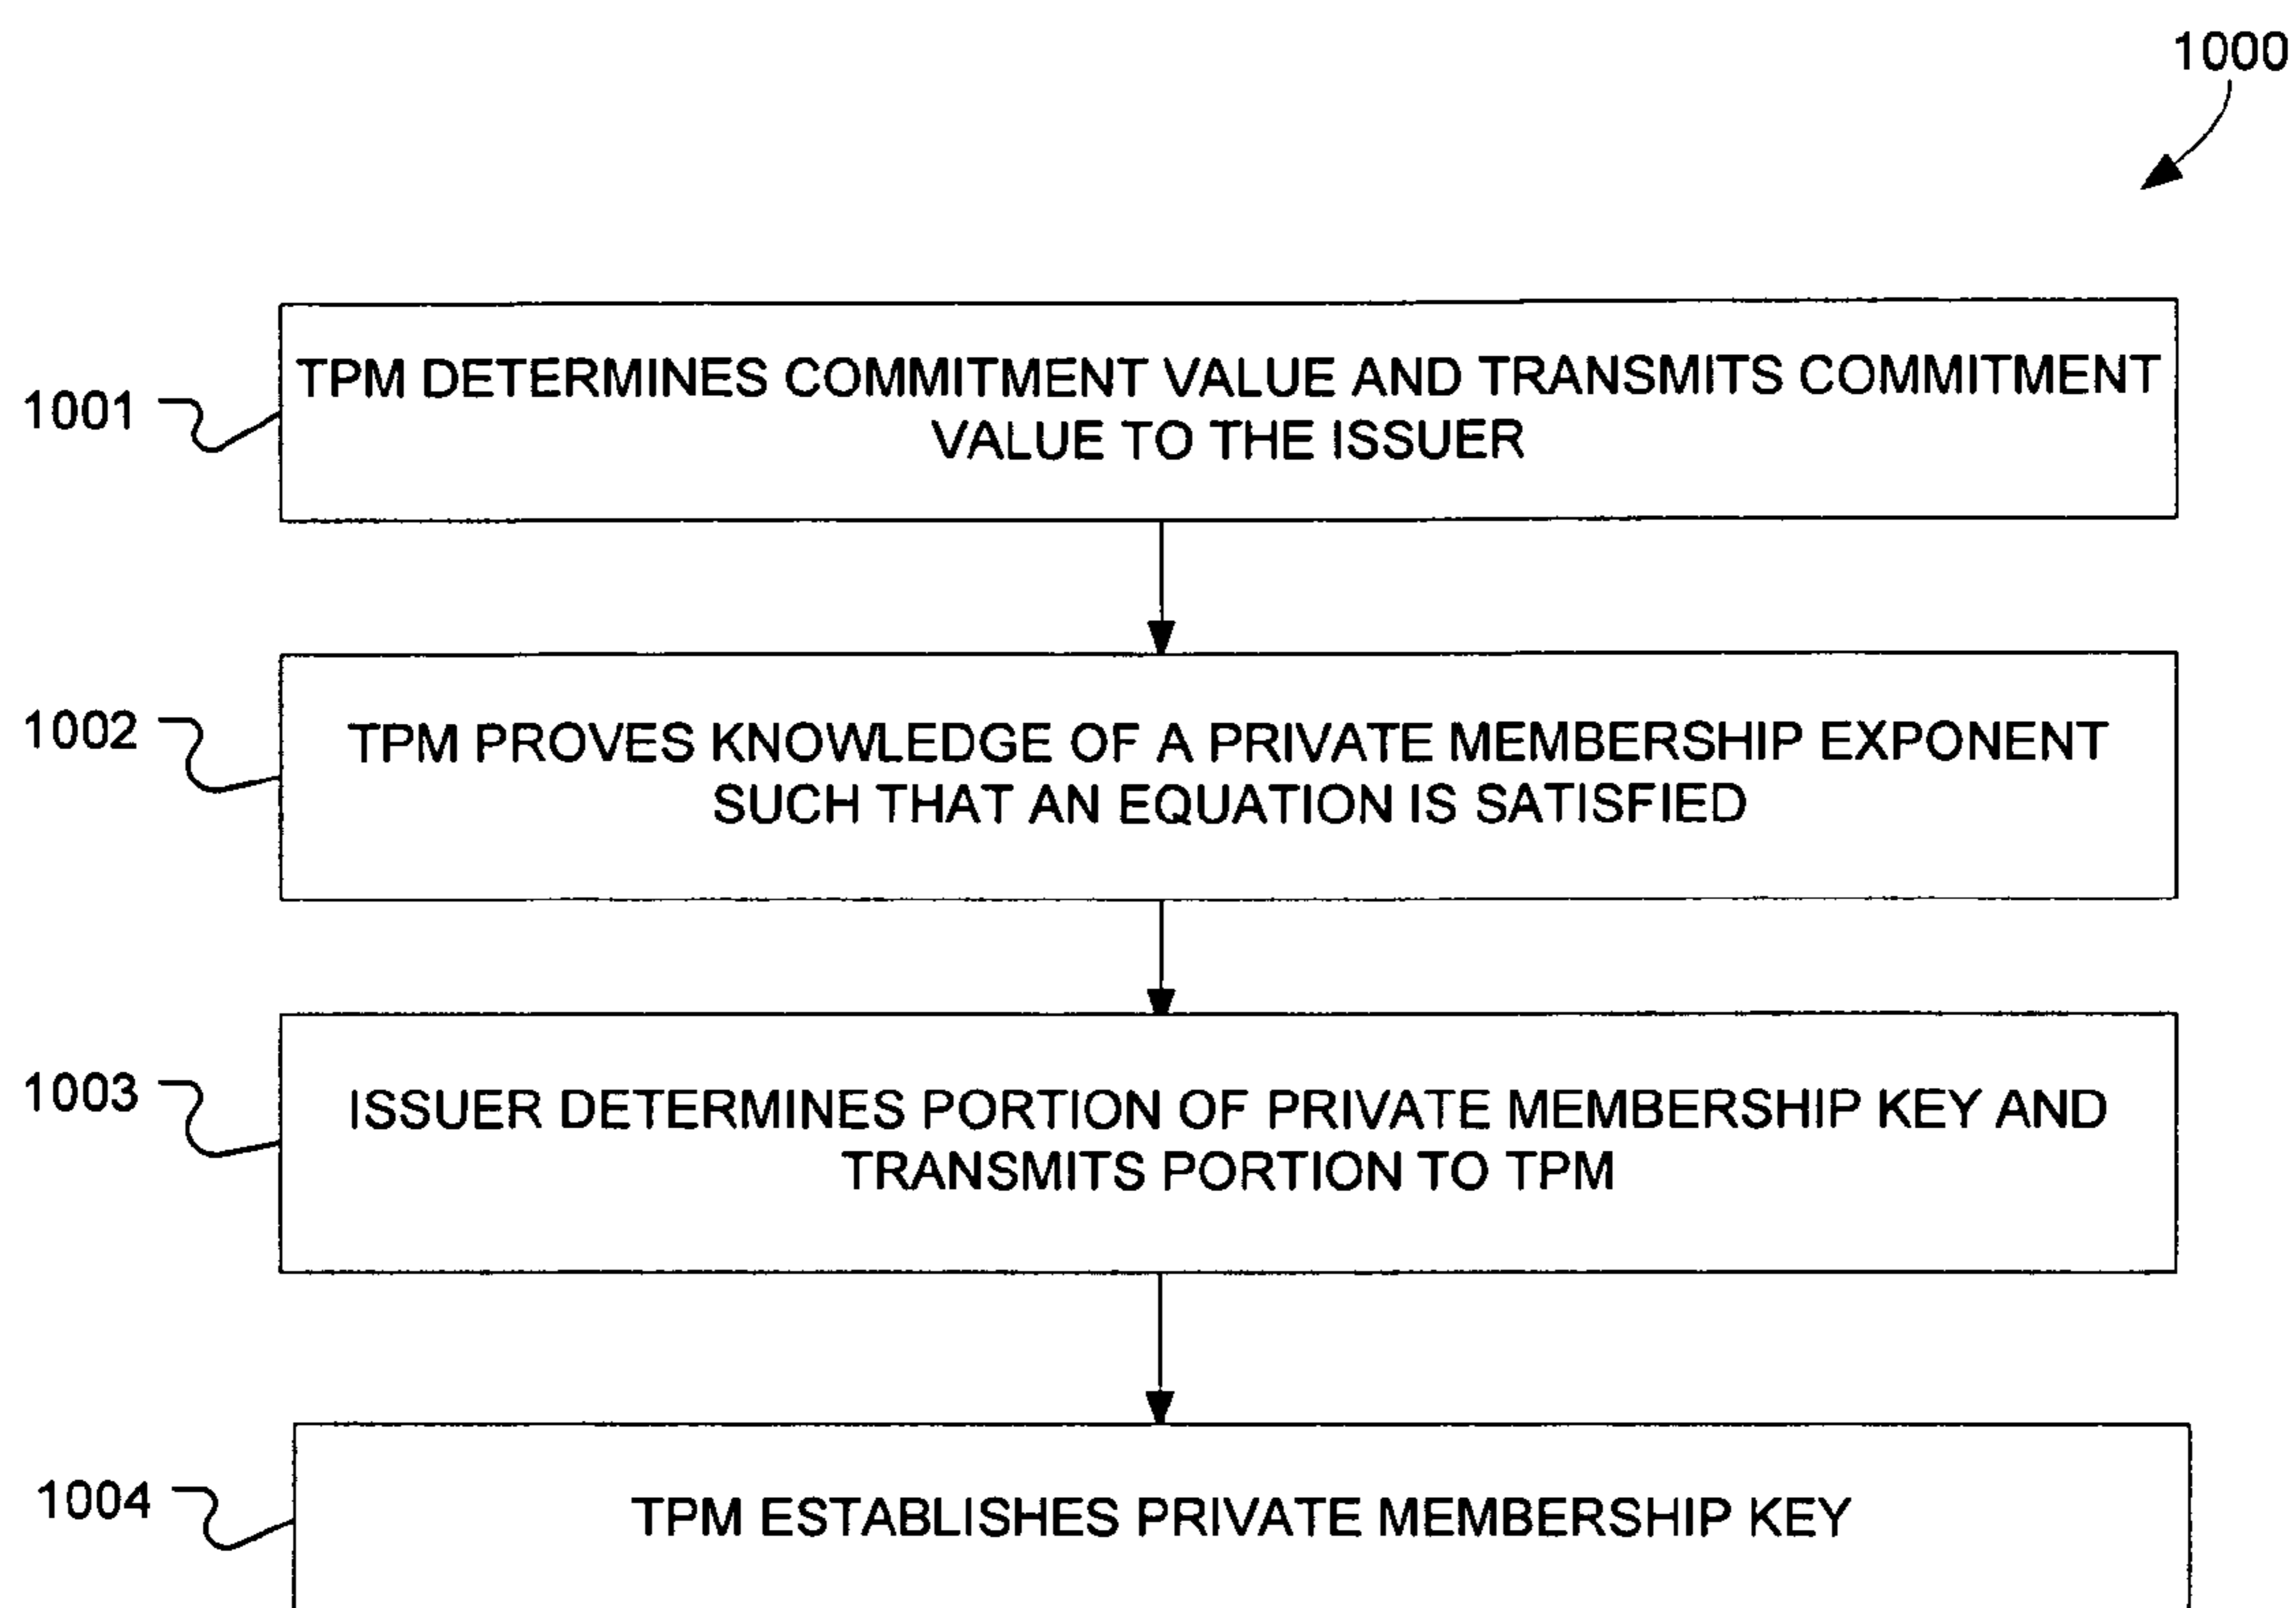 1000
1001
TPM DETERMINES COMMITMENT VALUE AND TRANSMITS COMMITMENT
VALUE TO THE ISSUER
1002
TPM PROVES KNOWLEDGE OF A PRIVATE MEMBERSHIP EXPONENT
SUCH THAT AN EQUATION IS SATISFIED
1003
ISSUER DETERMINES PORTION OF PRIVATE MEMBERSHIP KEY AND
TRANSMITS PORTION TO TPM
1004
TPM ESTABLISHES PRIVATE MEMBERSHIP KEY